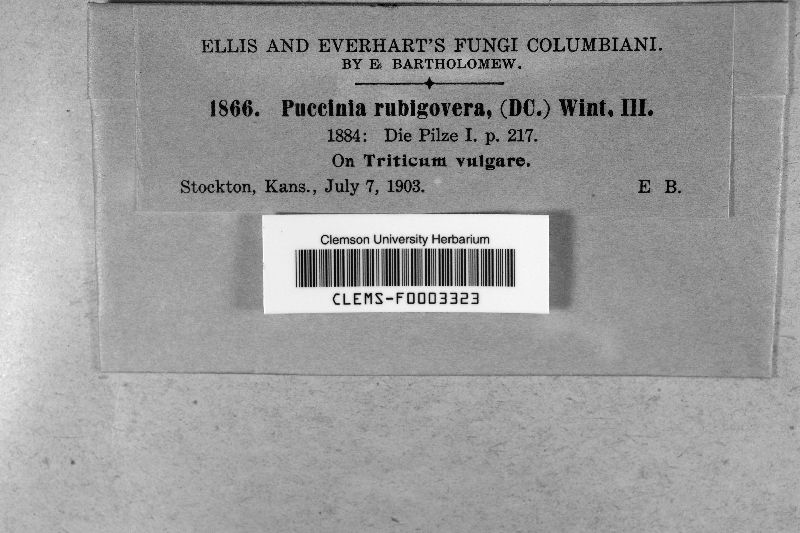 ELLIS AND EVERHART'S FUNGI COLUMBIANI.
BY E. BARTHOLOMEW.
1866. Puccinia rubigovera, (DC.) Wint. III.
1884: Die Pilze I. p. 217.
On Triticum vulgare.
Stockton, Kans., July 7, 1903. E B.
Clemson University Herbarium
CLEMS-F0003323